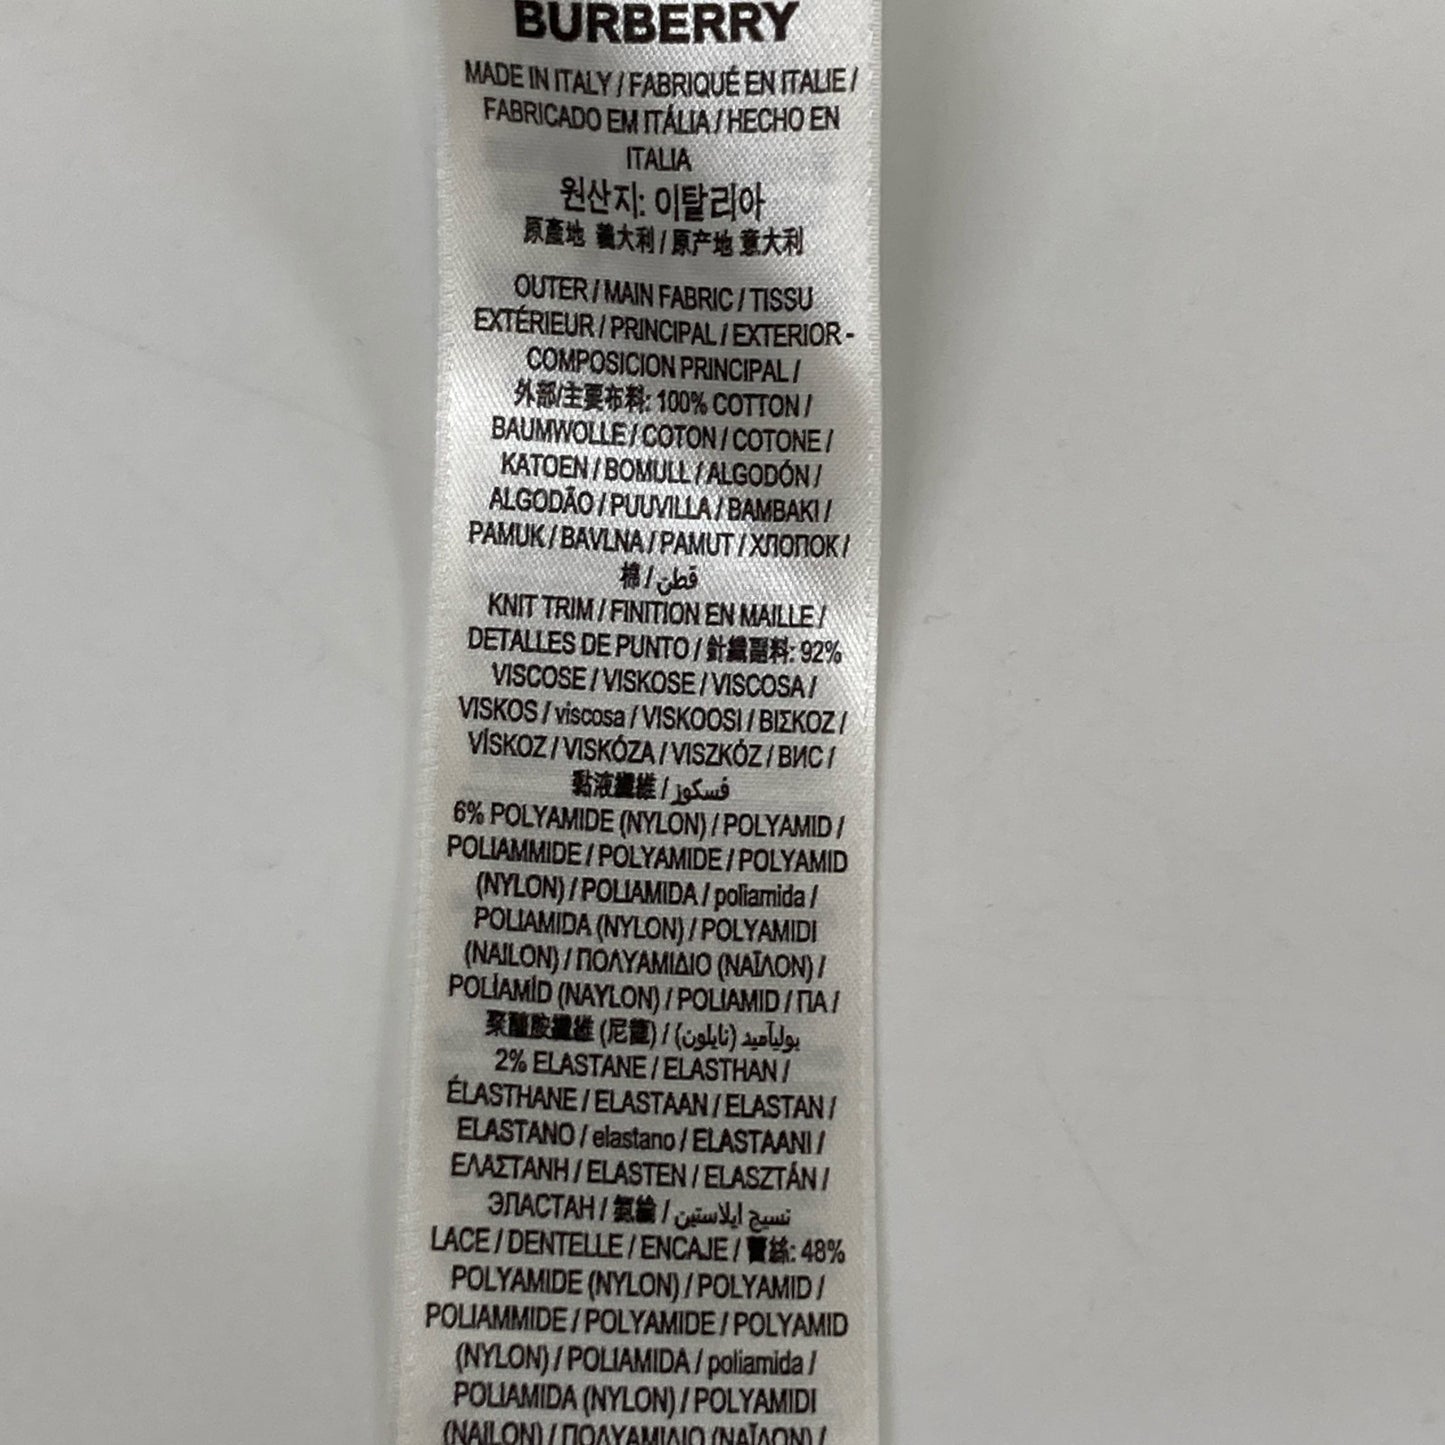 BURBERRY
MADE IN ITALY / FABRIQUÉ EN ITALIE /
FABRICADO EM ITÁLIA / HECHO EN
ITALIA
원산지: 이탈리아
原產地 義大利 / 原产地 意大利
OUTER / MAIN FABRIC / TISSU
EXTÉRIEUR / PRINCIPAL / EXTERIOR -
COMPOSICION PRINCIPAL /
外部/主要布料: 100% COTTON /
BAUMWOLLE / COTON / COTONE /
KATOEN / BOMULL / ALGODÓN /
ALGODÃO / PUUVILLA / BAMBAKI /
PAMUK / BAVLNA / PAMUT / ХЛОПОК /
棉 / قطن
KNIT TRIM / FINITION EN MAILLE /
DETALLES DE PUNTO / 針織副料: 92%
VISCOSE / VISKOSE / VISCOSA /
VISKOS / viscosa / VISKOOSI / ΒΙΣΚΟΖ /
VÍSKOZ / VISKÓZA / VISZKÓZ / ВИС /
黏液纖維 / فسكوز
6% POLYAMIDE (NYLON) / POLYAMID /
POLIAMMIDE / POLYAMIDE / POLYAMID
(NYLON) / POLIAMIDA / poliamida /
POLIAMIDA (NYLON) / POLYAMIDI
(NAILON) / ΠΟΛΥΑΜΙΔΙΟ (ΝΑΪΛΟΝ) /
POLİAMİD (NAYLON) / POLIAMID / ПА /
聚醯胺纖維 (尼龍) / بوليآميد (نايلون)
2% ELASTANE / ELASTHAN /
ÉLASTHANE / ELASTAAN / ELASTAN /
ELASTANO / elastano / ELASTAANI /
ΕΛΑΣΤΑΝΗ / ELASTEN / ELASZTÁN /
ЭЛАСТАН / 氨綸 / نسيج ايلاستين
LACE / DENTELLE / ENCAJE / 蕾絲: 48%
POLYAMIDE (NYLON) / POLYAMID /
POLIAMMIDE / POLYAMIDE / POLYAMID
(NYLON) / POLIAMIDA / poliamida /
POLIAMIDA (NYLON) / POLYAMIDI
(NAILON) / ΠΟΛΥΑΜΙΔΙΟ (ΝΑΪΛΟΝ) /